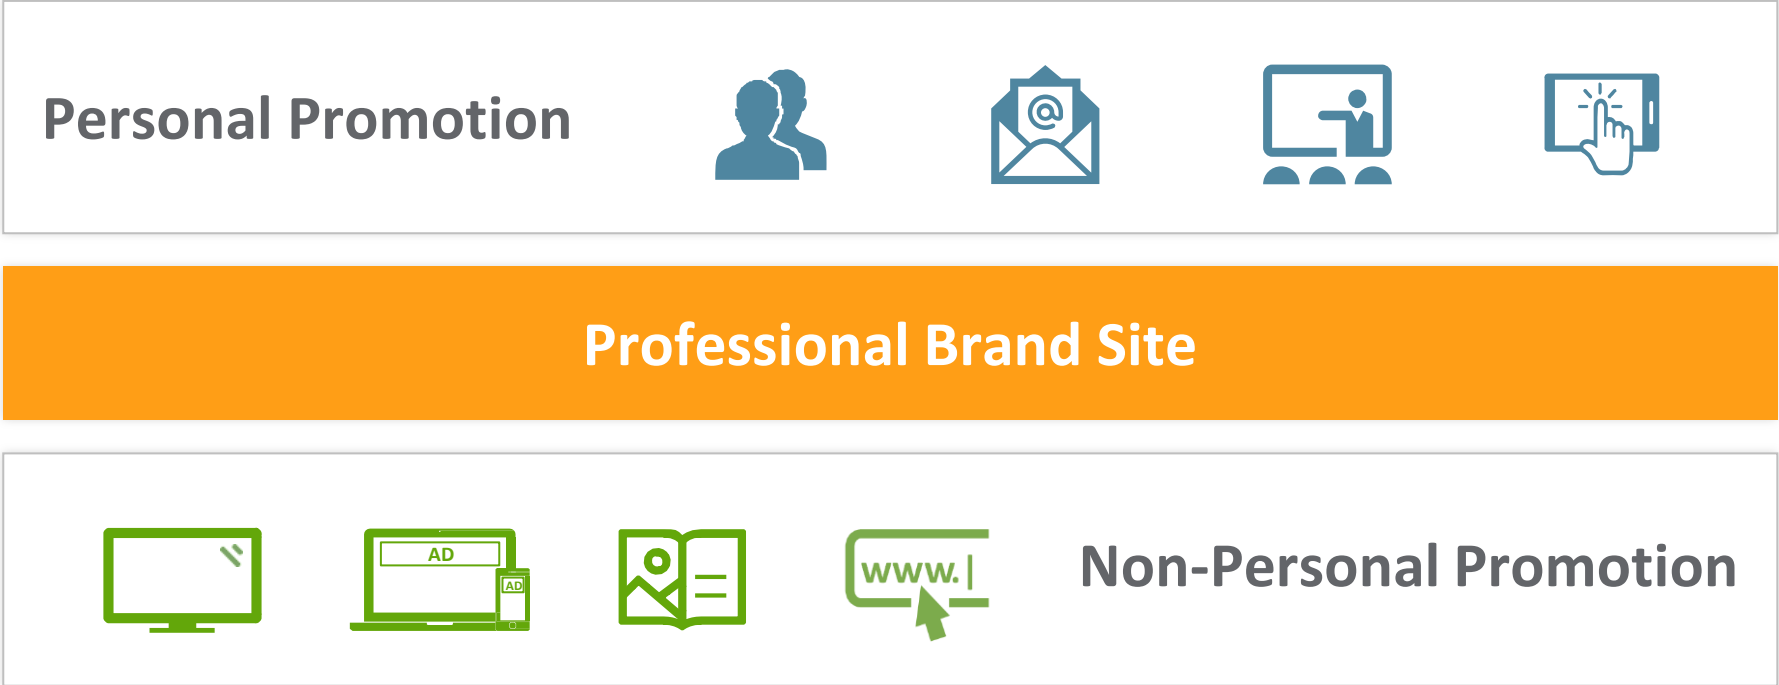 Personal Promotion
@
Professional Brand Site
AD
AD
www.
Non-Personal Promotion